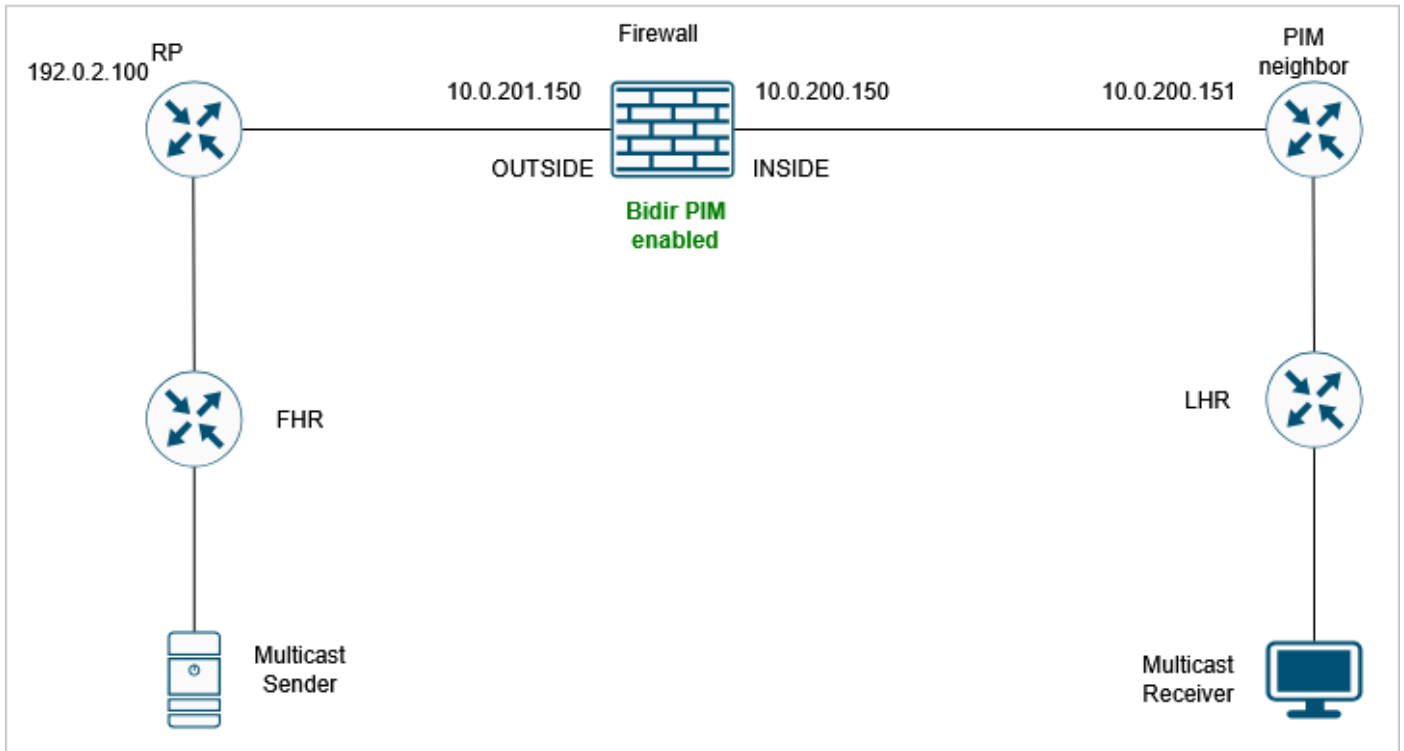 Firewall
RP
PIM
neighbor
192.0.2.100
10.0.201.150
10.0.200.150
10.0.200.151
OUTSIDE
INSIDE
Bidir PIM
enabled
FHR
LHR
Multicast
Sender
Multicast
Receiver